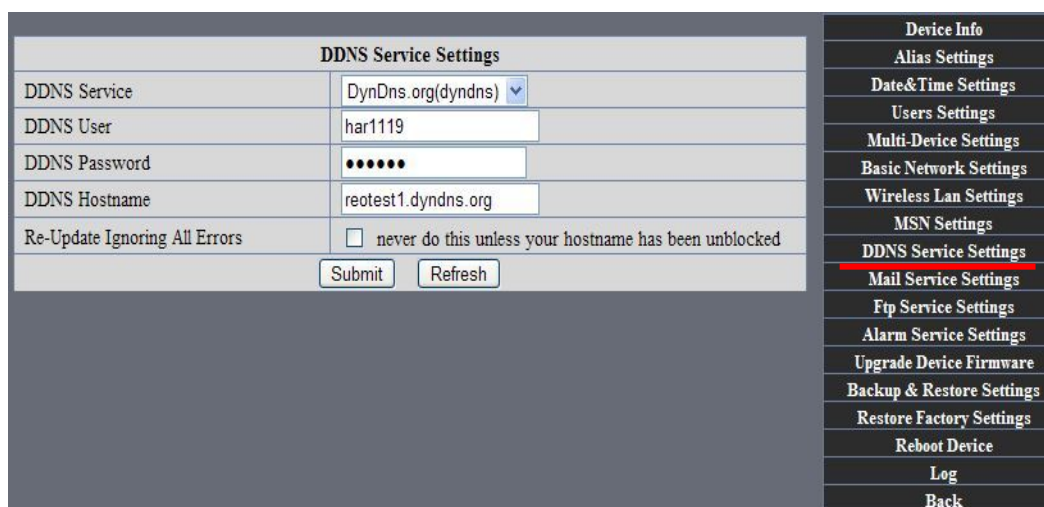 DDNS Service Settings
DDNS Service DynDns.org(dyndns)
DDNS User har1119
DDNS Password ●●●●●●
DDNS Hostname reotest1.dyndns.org
Re-Update Ignoring All Errors never do this unless your hostname has been unblocked
Submit Refresh
Device Info
Alias Settings
Date&Time Settings
Users Settings
Multi-Device Settings
Basic Network Settings
Wireless Lan Settings
MSN Settings
DDNS Service Settings
Mail Service Settings
Ftp Service Settings
Alarm Service Settings
Upgrade Device Firmware
Backup & Restore Settings
Restore Factory Settings
Reboot Device
Log
Back